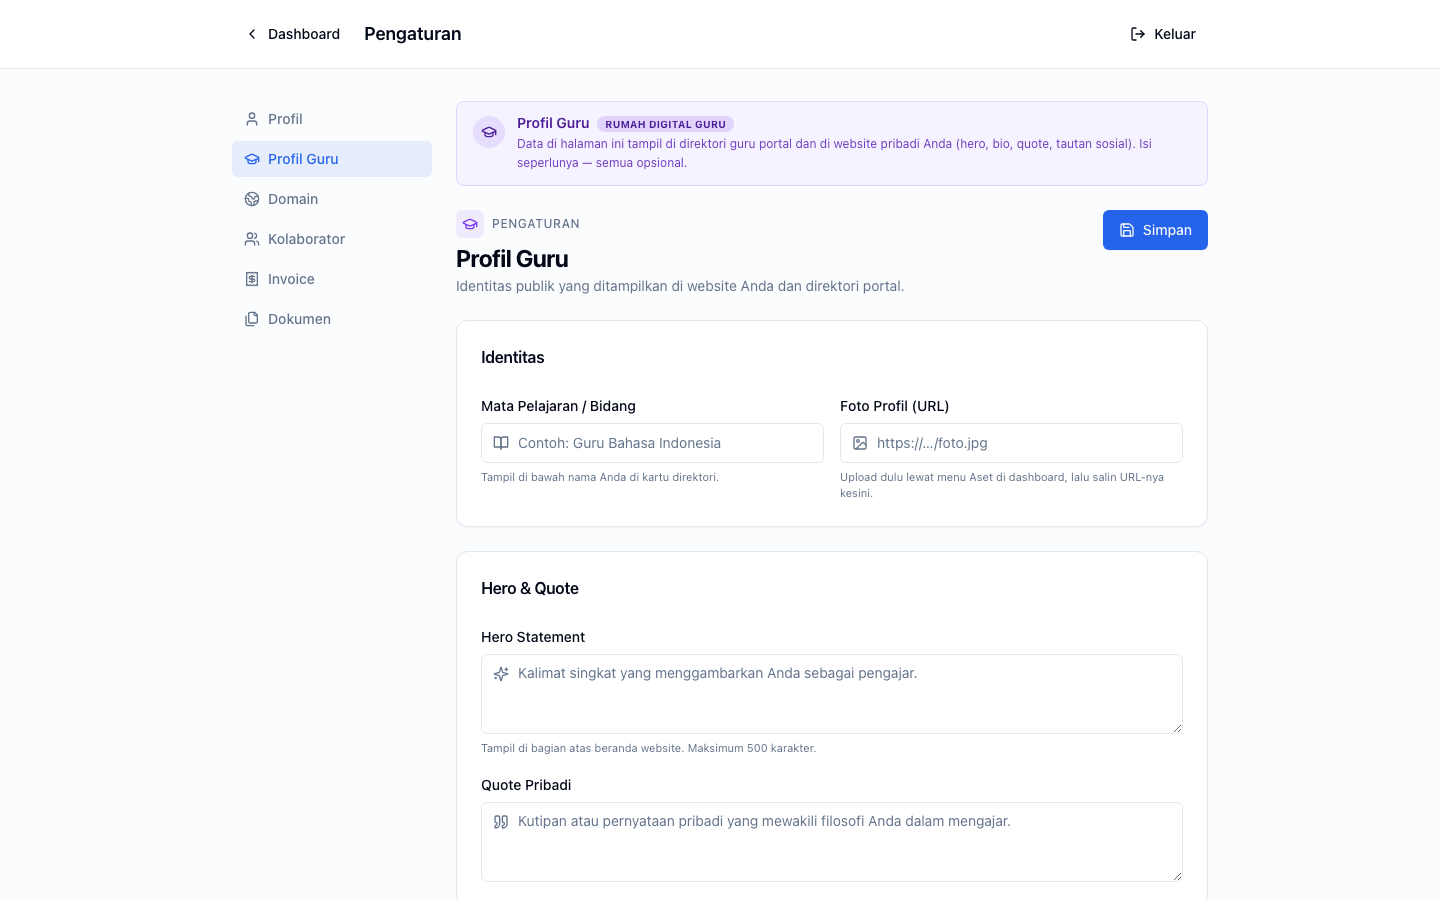 Dashboard
Pengaturan
Keluar
Profil
Profil Guru
Domain
Kolaborator
Invoice
Dokumen
Profil Guru RUMAH DIGITAL GURU
Data di halaman ini tampil di direktori guru portal dan di website pribadi Anda (hero, bio, quote, tautan sosial). Isi
seperlunya — semua opsional.
PENGATURAN
Simpan
Profil Guru
Identitas publik yang ditampilkan di website Anda dan direktori portal.
Identitas
Mata Pelajaran / Bidang
Contoh: Guru Bahasa Indonesia
Tampil di bawah nama Anda di kartu direktori.
Foto Profil (URL)
https://.../foto.jpg
Upload dulu lewat menu Aset di dashboard, lalu salin URL-nya
kesini.
Hero & Quote
Hero Statement
Kalimat singkat yang menggambarkan Anda sebagai pengajar.
Tampil di bagian atas beranda website. Maksimum 500 karakter.
Quote Pribadi
Kutipan atau pernyataan pribadi yang mewakili filosofi Anda dalam mengajar.